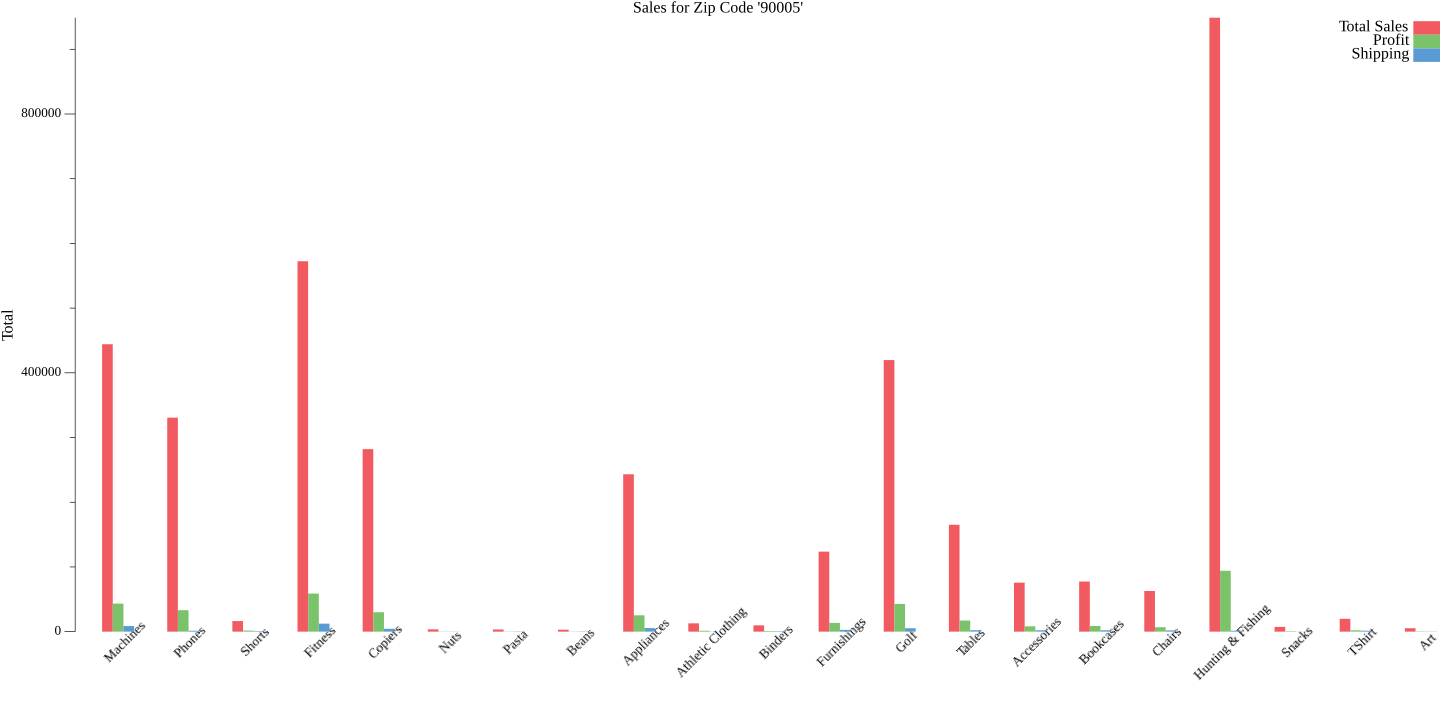 Sales for Zip Code '90005'
Total Sales
Profit
Shipping
Total
800000
400000
0
Machines
Phones
Shorts
Fitness
Copiers
Nuts
Pasta
Beans
Appliances
Athletic Clothing
Binders
Furnishings
Golf
Tables
Accessories
Bookcases
Chairs
Hunting & Fishing
Snacks
TShirt
Art